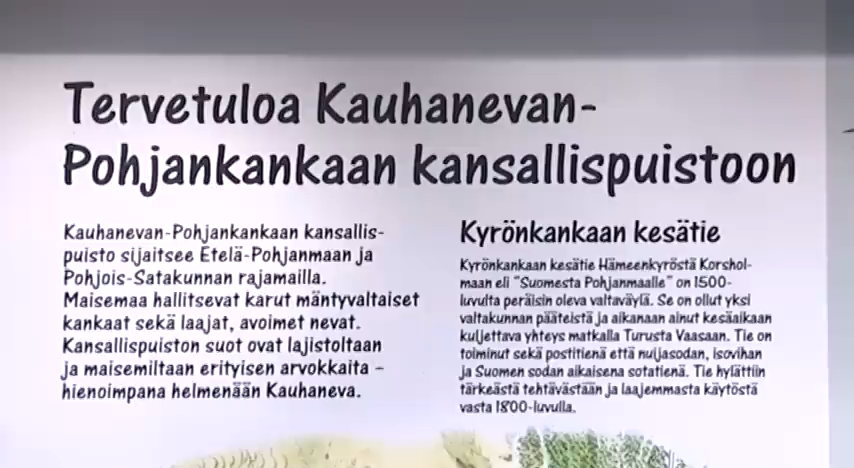 Tervetuloa Kauhanevan-
Pohjankankaan kansallispuistoon
Kauhanevan-Pohjankankaan kansallis-
puisto sijaitsee Etelä-Pohjanmaan ja
Pohjois-Satakunnan rajamailla.
Maisemaa hallitsevat karut mäntyvaltaiset
kankaat sekä laajat, avoimet nevat.
Kansallispuiston suot ovat lajistoltaan
ja maisemiltaan erityisen arvokkaita –
hienoimpana helmenään Kauhaneva.
Kyrönkankaan kesätie
Kyrönkankaan kesätie Hämeenkyröstä Korshol-
maan eli "Suomesta Pohjanmaalle" on 1500-
luvulta peräisin oleva valtaväylä. Se on ollut yksi
valtakunnan pääteistä ja aikanaan ainut kesäaikaan
kuljettava yhteys matkalla Turusta Vaasaan. Tie on
toiminut sekä postitienä että nuijasodan, isovihan
ja Suomen sodan aikaisena sotatienä. Tie hylättiin
tärkeästä tehtävästään ja laajemmasta käytöstä
vasta 1800-luvulla.